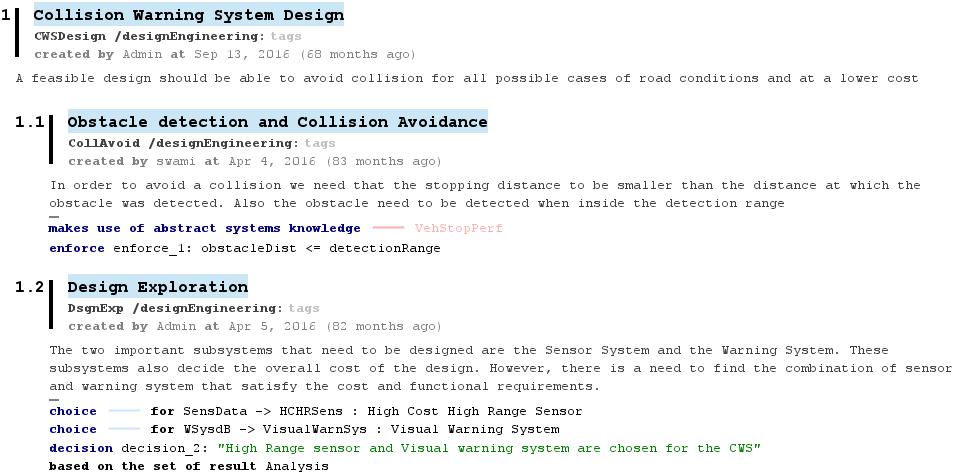 1 Collision Warning System Design
CWSDesign /designEngineering: tags
created by Admin at Sep 13, 2016 (68 months ago)
A feasible design should be able to avoid collision for all possible cases of road conditions and at a lower cost
1.1 Obstacle detection and Collision Avoidance
CollAvoid /designEngineering: tags
created by swami at Apr 4, 2016 (83 months ago)
In order to avoid a collision we need that the stopping distance to be smaller than the distance at which the
obstacle was detected. Also the obstacle need to be detected when inside the detection range
makes use of abstract systems knowledge VehStopPerf
enforce enforce_1: obstacleDist <= detectionRange
1.2 Design Exploration
DsgnExp /designEngineering: tags
created by Admin at Apr 5, 2016 (82 months ago)
The two important subsystems that need to be designed are the Sensor System and the Warning System. These
subsystems also decide the overall cost of the design. However, there is a need to find the combination of sensor
and warning system that satisfy the cost and functional requirements.
choice for SensData -> HCHRSens : High Cost High Range Sensor
choice for WSysdB -> VisualWarnSys : Visual Warning System
decision decision_2: "High Range sensor and Visual warning system are chosen for the CWS"
based on the set of result Analysis